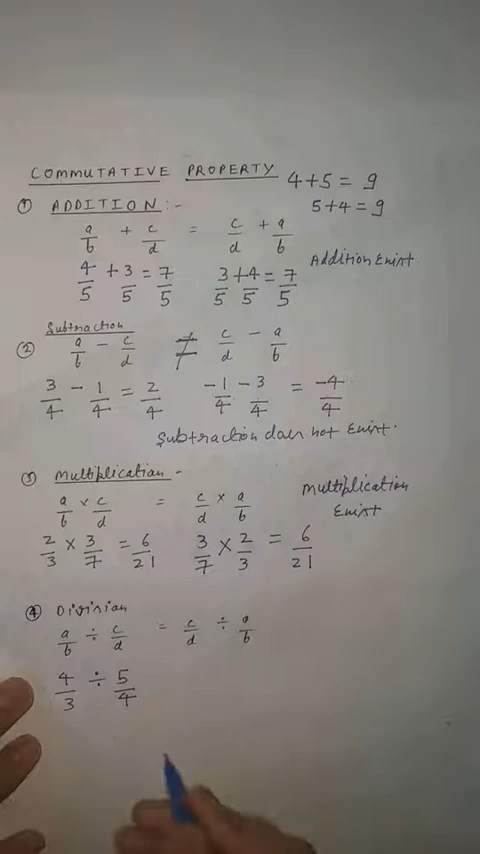 COMMUTATIVE PROPERTY 4+5 = 9
① ADDITION :- 5+4 = 9
a/b + c/d = c/d + a/b
4/5 + 3/5 = 7/5 3/5 + 4/5 = 7/5 Addition Exist.
Subtraction
② a/b - c/d ≠ c/d - a/b
3/4 - 1/4 = 2/4 -1/4 - 3/4 = -4/4
Subtraction does not Exist.
③ Multiplication -
a/b × c/d = c/d × a/b Multiplication Exist
2/3 × 3/7 = 6/21 3/7 × 2/3 = 6/21
④ Division
a/b ÷ c/d = c/d ÷ a/b
4/3 ÷ 5/4